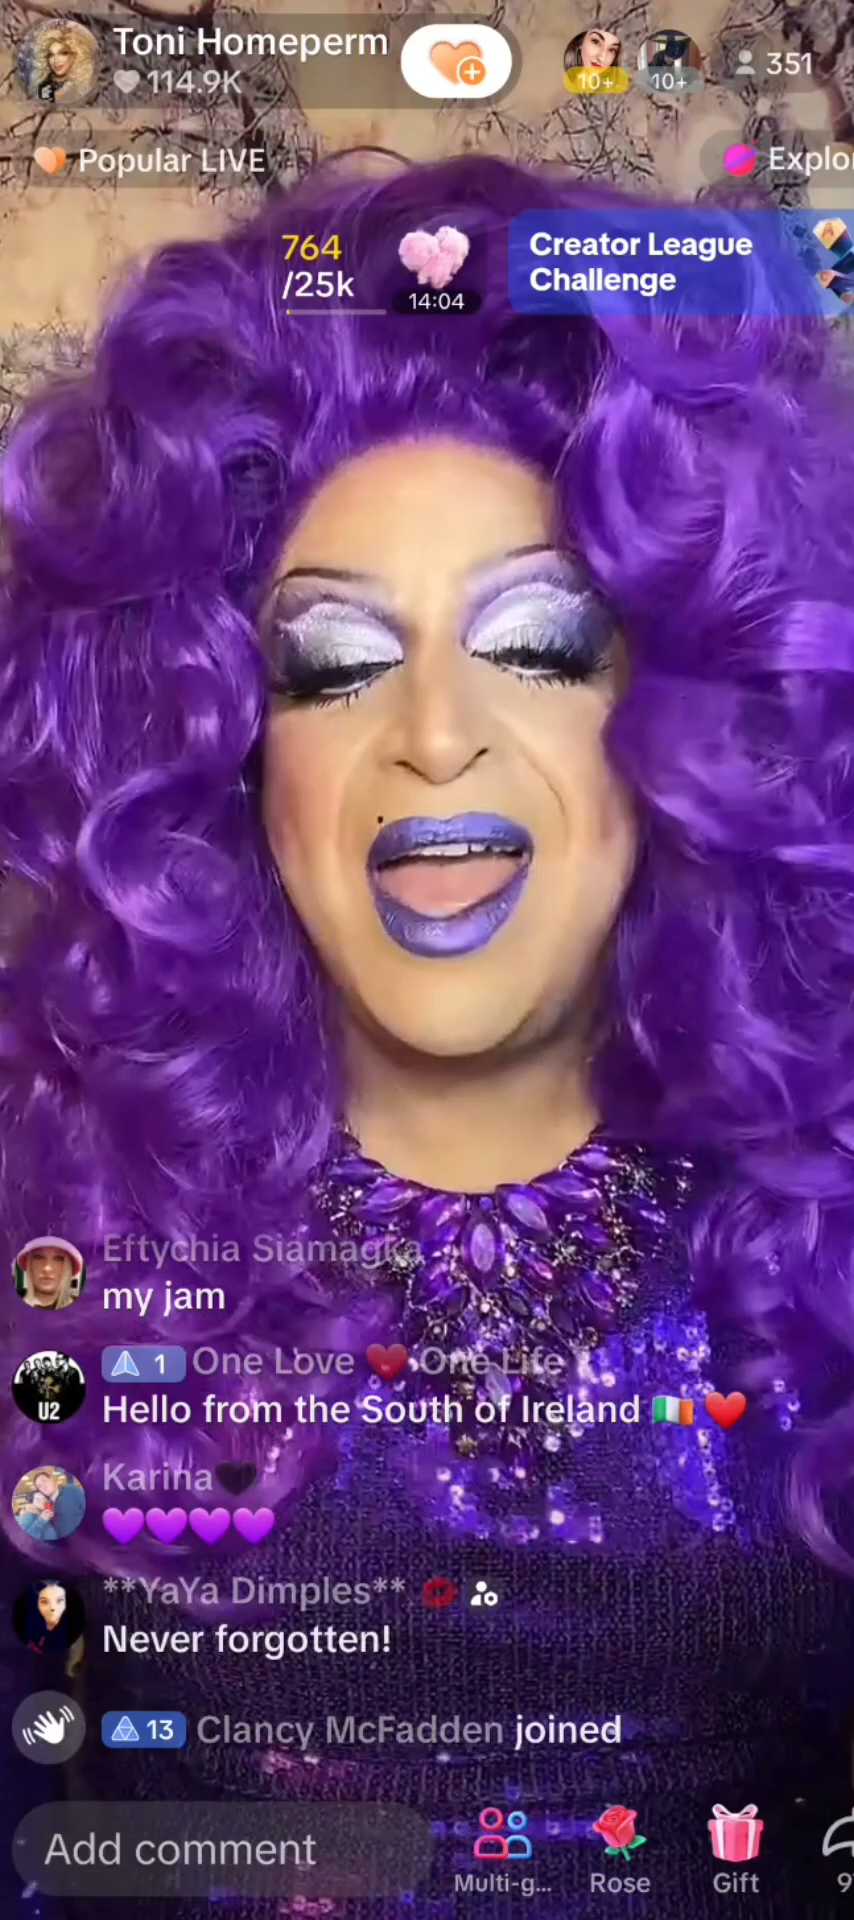 Toni Homeperm
114.9K
10+
10+
351
Popular LIVE
Explo
764
/25k
14:04
Creator League
Challenge
Eftychia Siamagka
my jam
1 One Love ❤️ One Life
U2
Hello from the South of Ireland 🇮🇪 ❤️
Karina🖤
💜💜💜💜
**YaYa Dimples** 💋
Never forgotten!
13 Clancy McFadden joined
Add comment
Multi-g...
Rose
Gift